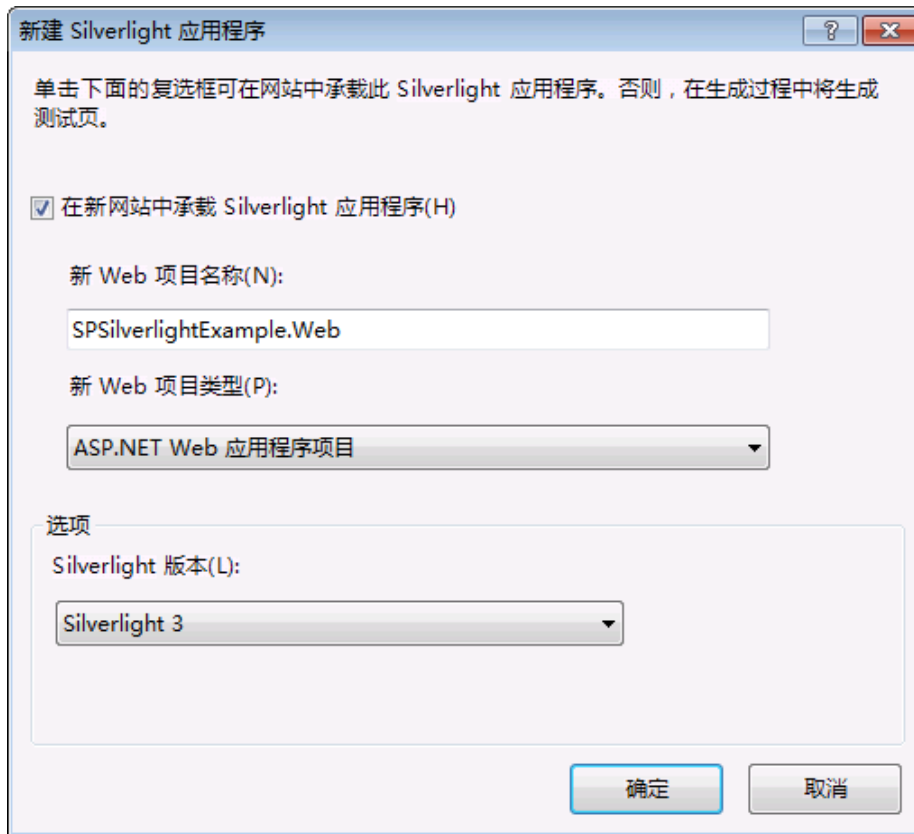 新建 Silverlight 应用程序
单击下面的复选框可在网站中承载此 Silverlight 应用程序。否则，在生成过程中将生成
测试页。
在新网站中承载 Silverlight 应用程序(H)
新 Web 项目名称(N):
SPSilverlightExample.Web
新 Web 项目类型(P):
ASP.NET Web 应用程序项目
选项
Silverlight 版本(L):
Silverlight 3
确定
取消